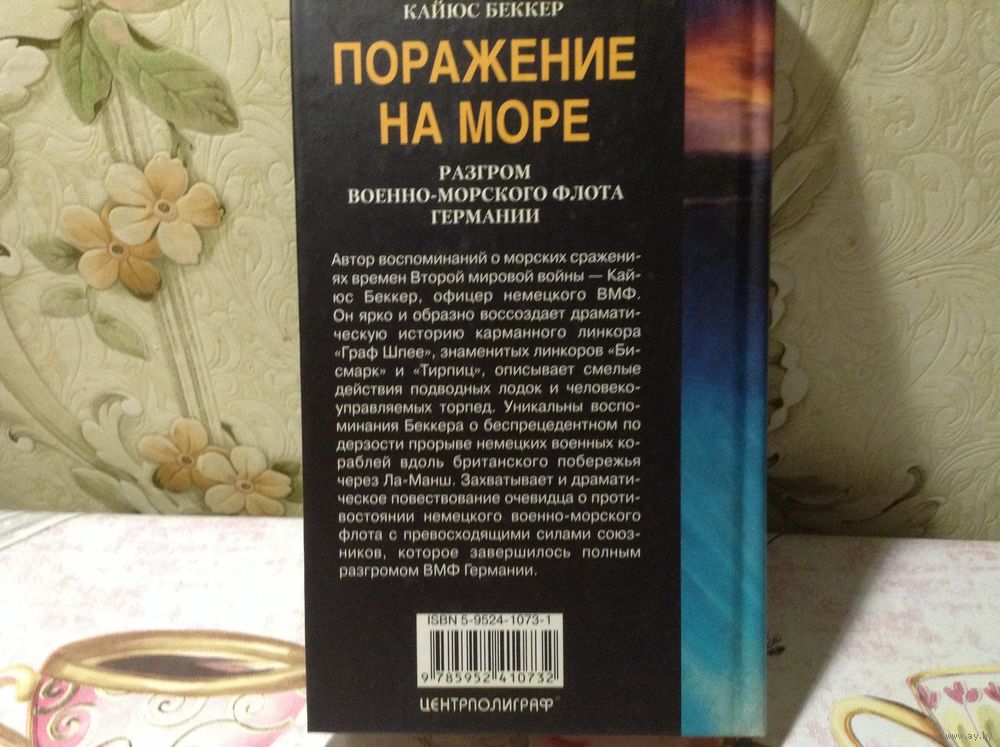 КАЙЮС БЕККЕР
ПОРАЖЕНИЕ
НА МОРЕ
РАЗГРОМ
ВОЕННО-МОРСКОГО ФЛОТА
ГЕРМАНИИ
Автор воспоминаний о морских сражени-
ях времен Второй мировой войны — Кай-
юс Беккер, офицер немецкого ВМФ.
Он ярко и образно воссоздает драмати-
ческую историю карманного линкора
«Граф Шпее», знаменитых линкоров «Би-
смарк» и «Тирпиц», описывает смелые
действия подводных лодок и человеко-
управляемых торпед. Уникальны воспо-
минания Беккера о беспрецедентном по
дерзости прорыве немецких военных ко-
раблей вдоль британского побережья
через Ла-Манш. Захватывает и драмати-
ческое повествование очевидца о проти-
востоянии немецкого военно-морского
флота с превосходящими силами союз-
ников, которое завершилось полным
разгромом ВМФ Германии.
ISBN 5-9524-1073-1
9 785952 410732
ЦЕНТРПОЛИГРАФ
www.ay.by